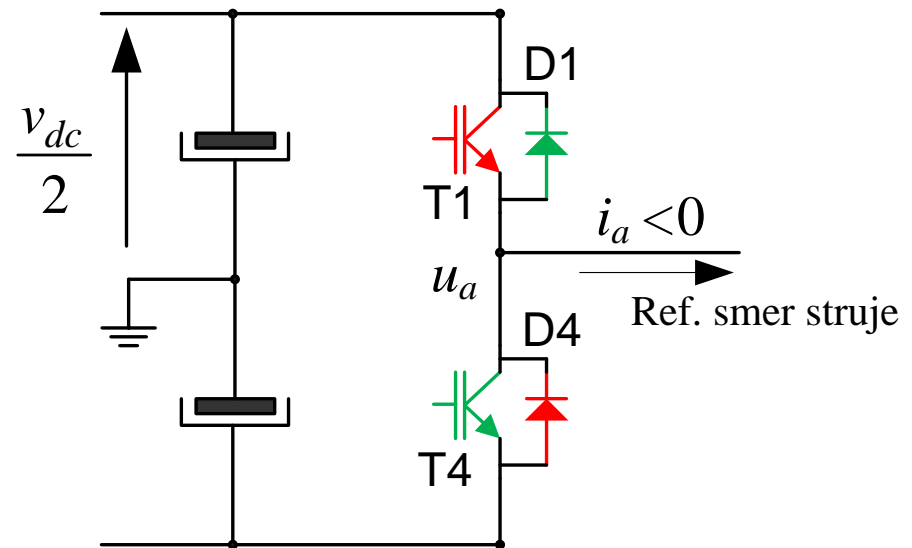 D1
v_dc/2
T1
i_a <0
u_a
Ref. smer struje
D4
T4